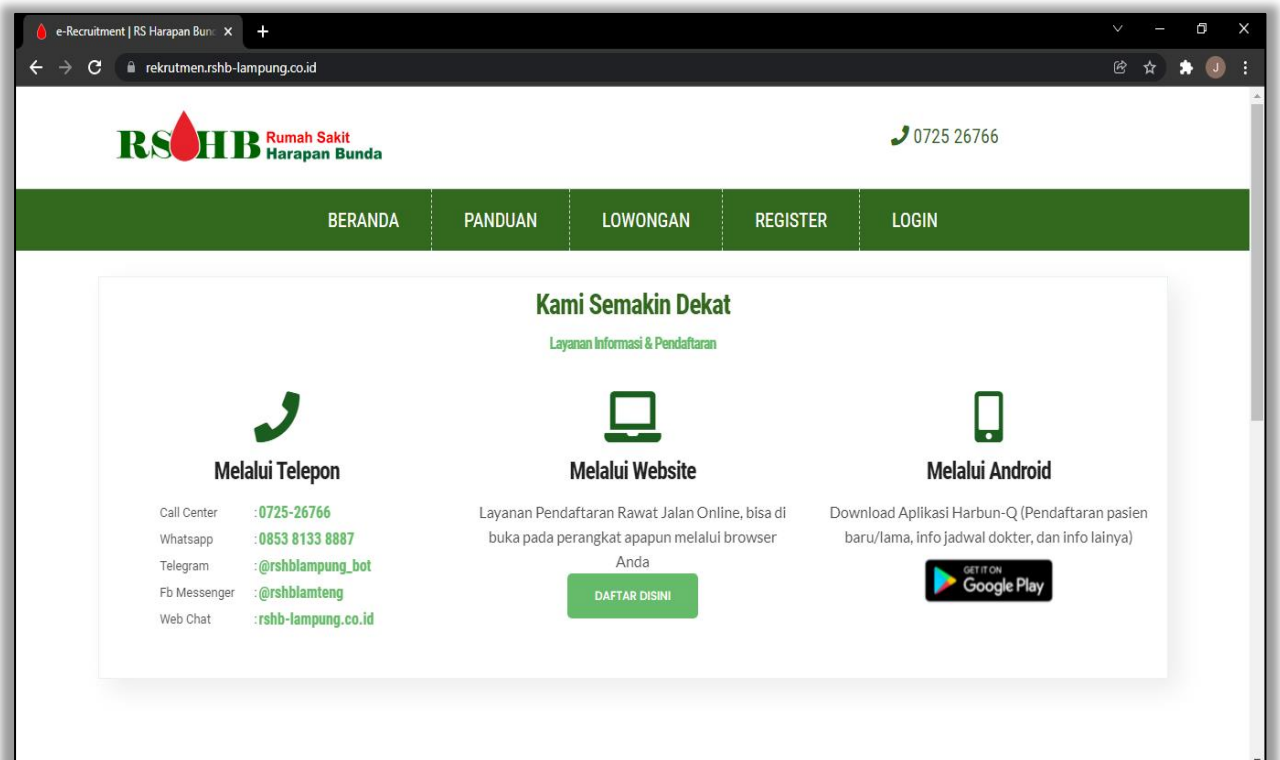 e-Recruitment | RS Harapan Bun
rekrutmen.rshb-lampung.co.id
J
RSHB Rumah Sakit
Harapan Bunda
0725 26766
BERANDA PANDUAN LOWONGAN REGISTER LOGIN
Kami Semakin Dekat
Layanan Informasi & Pendaftaran
Melalui Telepon
Call Center : 0725-26766
Whatsapp : 0853 8133 8887
Telegram : @rshblampung_bot
Fb Messenger : @rshblamteng
Web Chat : rshb-lampung.co.id
Melalui Website
Layanan Pendaftaran Rawat Jalan Online, bisa di
buka pada perangkat apapun melalui browser
Anda
DAFTAR DISINI
Melalui Android
Download Aplikasi Harbun-Q (Pendaftaran pasien
baru/lama, info jadwal dokter, dan info lainya)
GET IT ON
Google Play